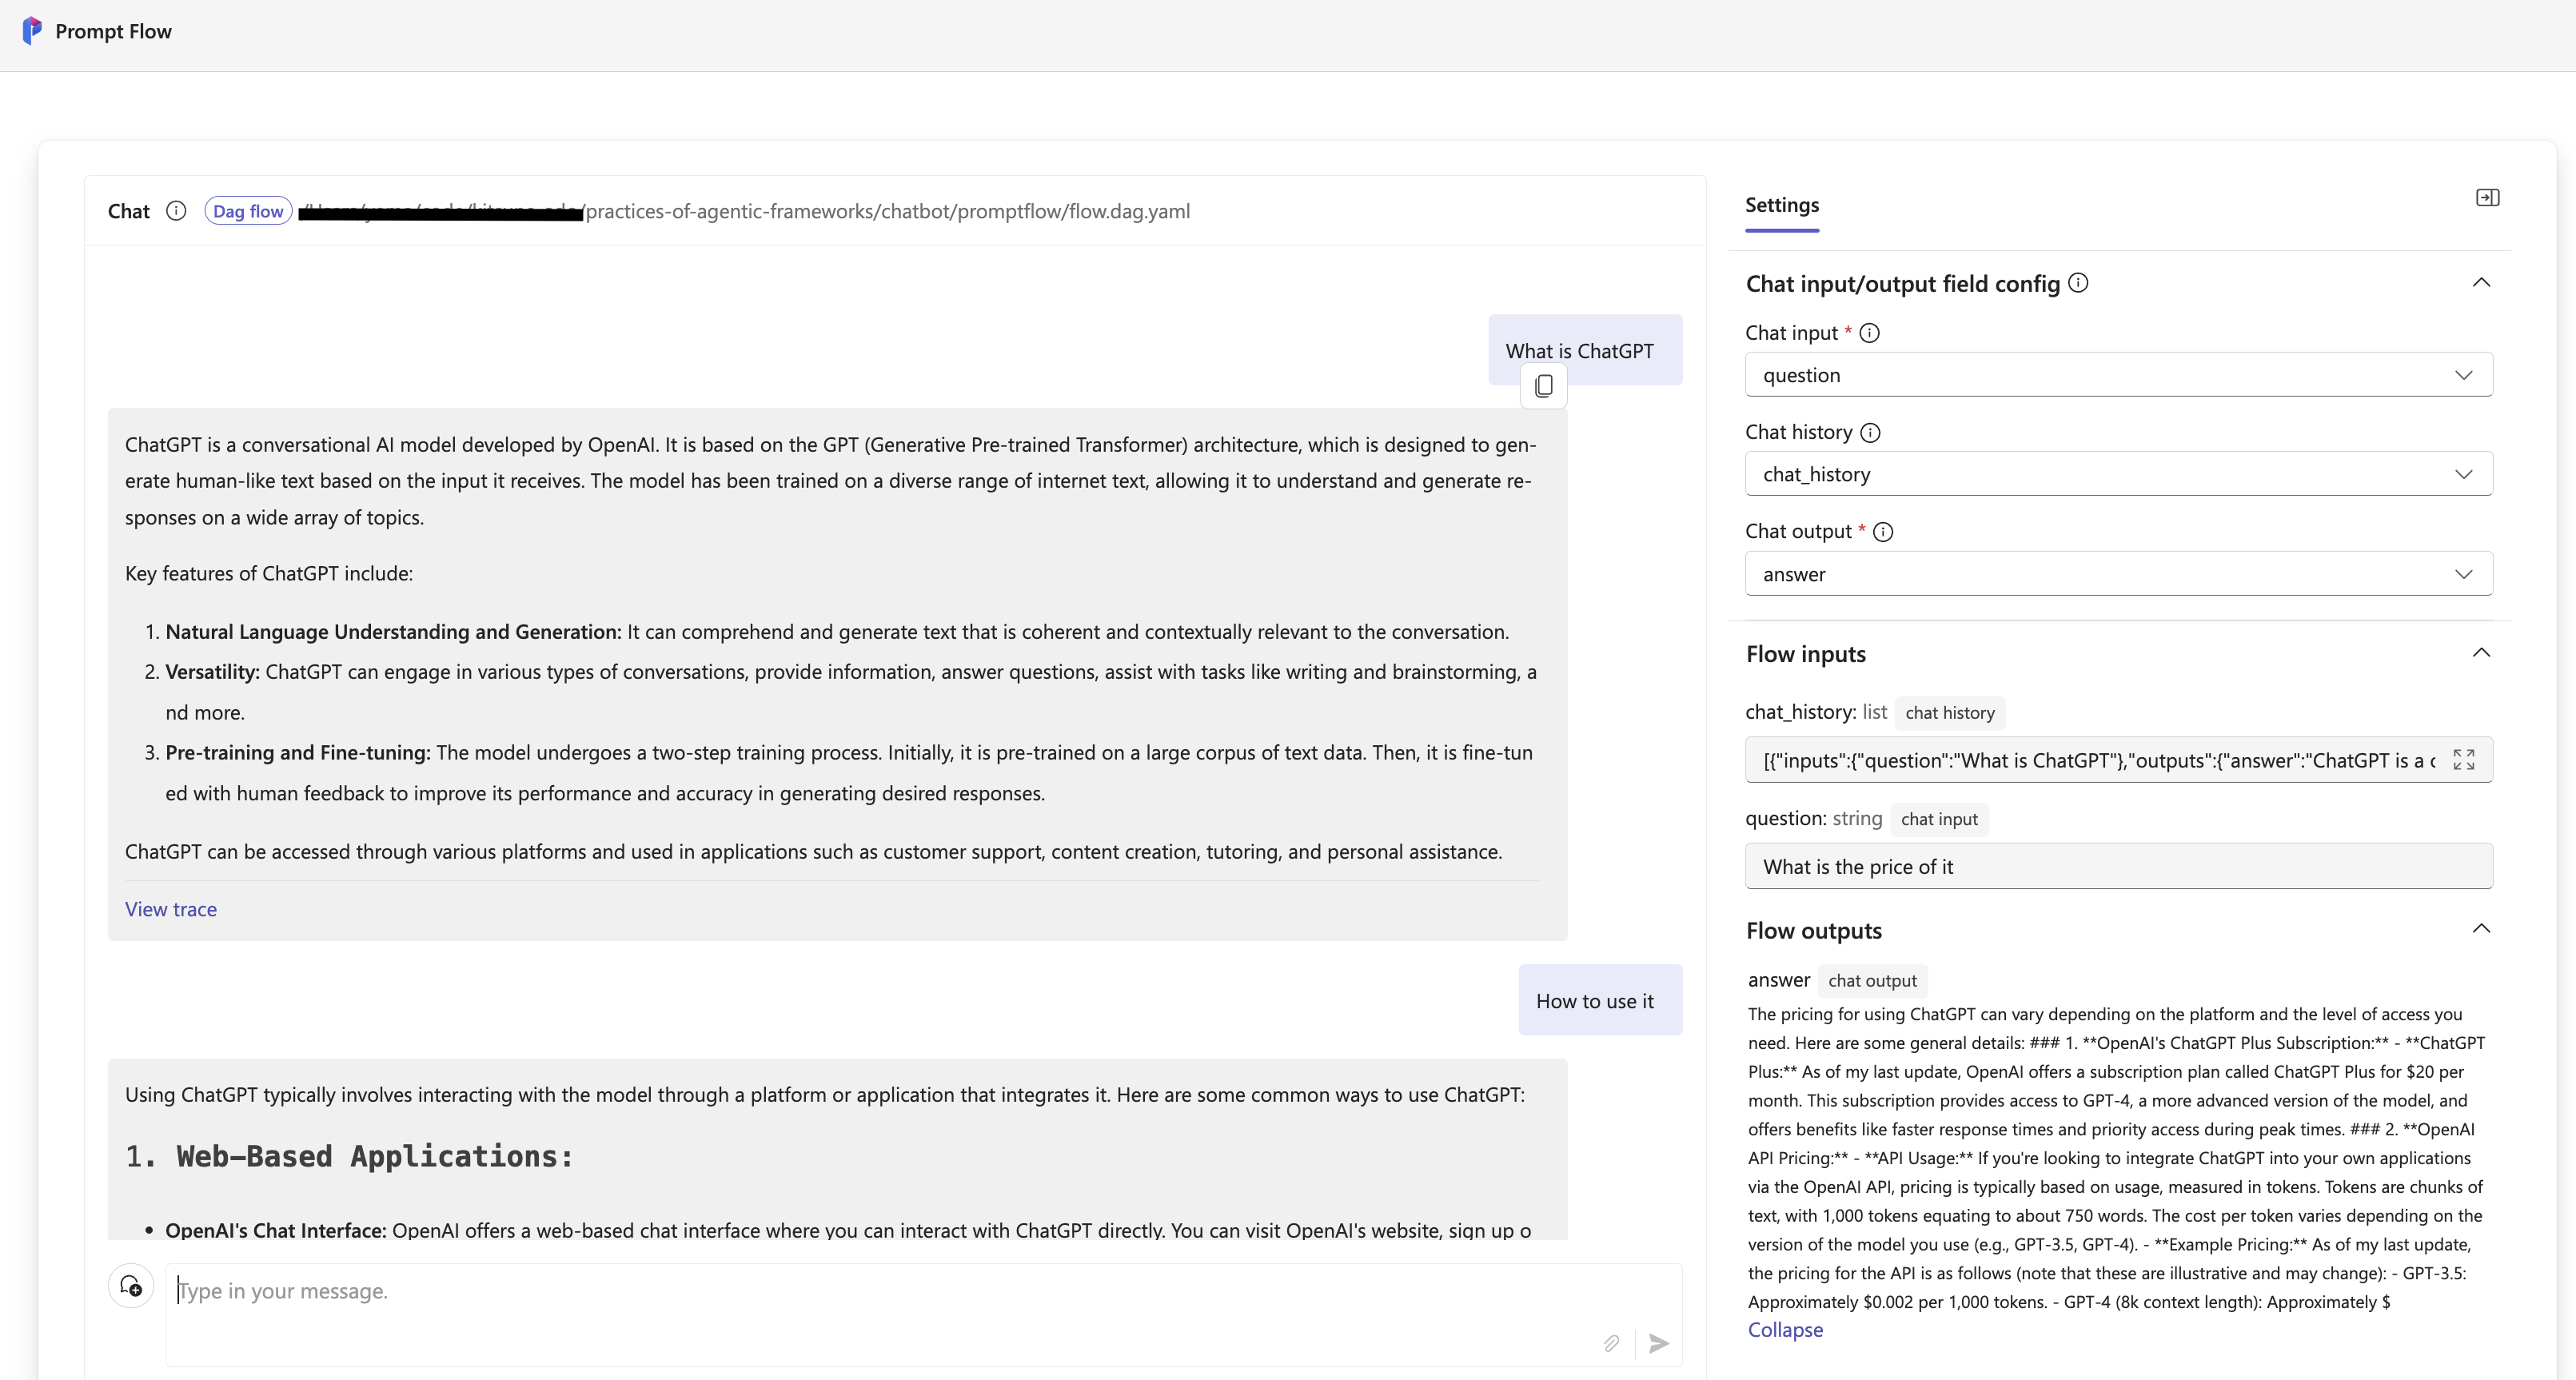 Prompt Flow
Chat
Dag flow
/practices-of-agentic-frameworks/chatbot/promptflow/flow.dag.yaml
What is ChatGPT
ChatGPT is a conversational AI model developed by OpenAI. It is based on the GPT (Generative Pre-trained Transformer) architecture, which is designed to gen-
erate human-like text based on the input it receives. The model has been trained on a diverse range of internet text, allowing it to understand and generate re-
sponses on a wide array of topics.
Key features of ChatGPT include:
1. Natural Language Understanding and Generation: It can comprehend and generate text that is coherent and contextually relevant to the conversation.
2. Versatility: ChatGPT can engage in various types of conversations, provide information, answer questions, assist with tasks like writing and brainstorming, a
nd more.
3. Pre-training and Fine-tuning: The model undergoes a two-step training process. Initially, it is pre-trained on a large corpus of text data. Then, it is fine-tun
ed with human feedback to improve its performance and accuracy in generating desired responses.
ChatGPT can be accessed through various platforms and used in applications such as customer support, content creation, tutoring, and personal assistance.
View trace
How to use it
Using ChatGPT typically involves interacting with the model through a platform or application that integrates it. Here are some common ways to use ChatGPT:
1. Web-Based Applications:
• OpenAI's Chat Interface: OpenAI offers a web-based chat interface where you can interact with ChatGPT directly. You can visit OpenAI's website, sign up o
Type in your message.
Settings
Chat input/output field config
Chat input *
question
Chat history
chat_history
Chat output *
answer
Flow inputs
chat_history: list chat history
[{"inputs":{"question":"What is ChatGPT"},"outputs":{"answer":"ChatGPT is a c
question: string chat input
What is the price of it
Flow outputs
answer chat output
The pricing for using ChatGPT can vary depending on the platform and the level of access you
need. Here are some general details: ### 1. **OpenAI's ChatGPT Plus Subscription:** - **ChatGPT
Plus:** As of my last update, OpenAI offers a subscription plan called ChatGPT Plus for $20 per
month. This subscription provides access to GPT-4, a more advanced version of the model, and
offers benefits like faster response times and priority access during peak times. ### 2. **OpenAI
API Pricing:** - **API Usage:** If you're looking to integrate ChatGPT into your own applications
via the OpenAI API, pricing is typically based on usage, measured in tokens. Tokens are chunks of
text, with 1,000 tokens equating to about 750 words. The cost per token varies depending on the
version of the model you use (e.g., GPT-3.5, GPT-4). - **Example Pricing:** As of my last update,
the pricing for the API is as follows (note that these are illustrative and may change): - GPT-3.5:
Approximately $0.002 per 1,000 tokens. - GPT-4 (8k context length): Approximately $
Collapse